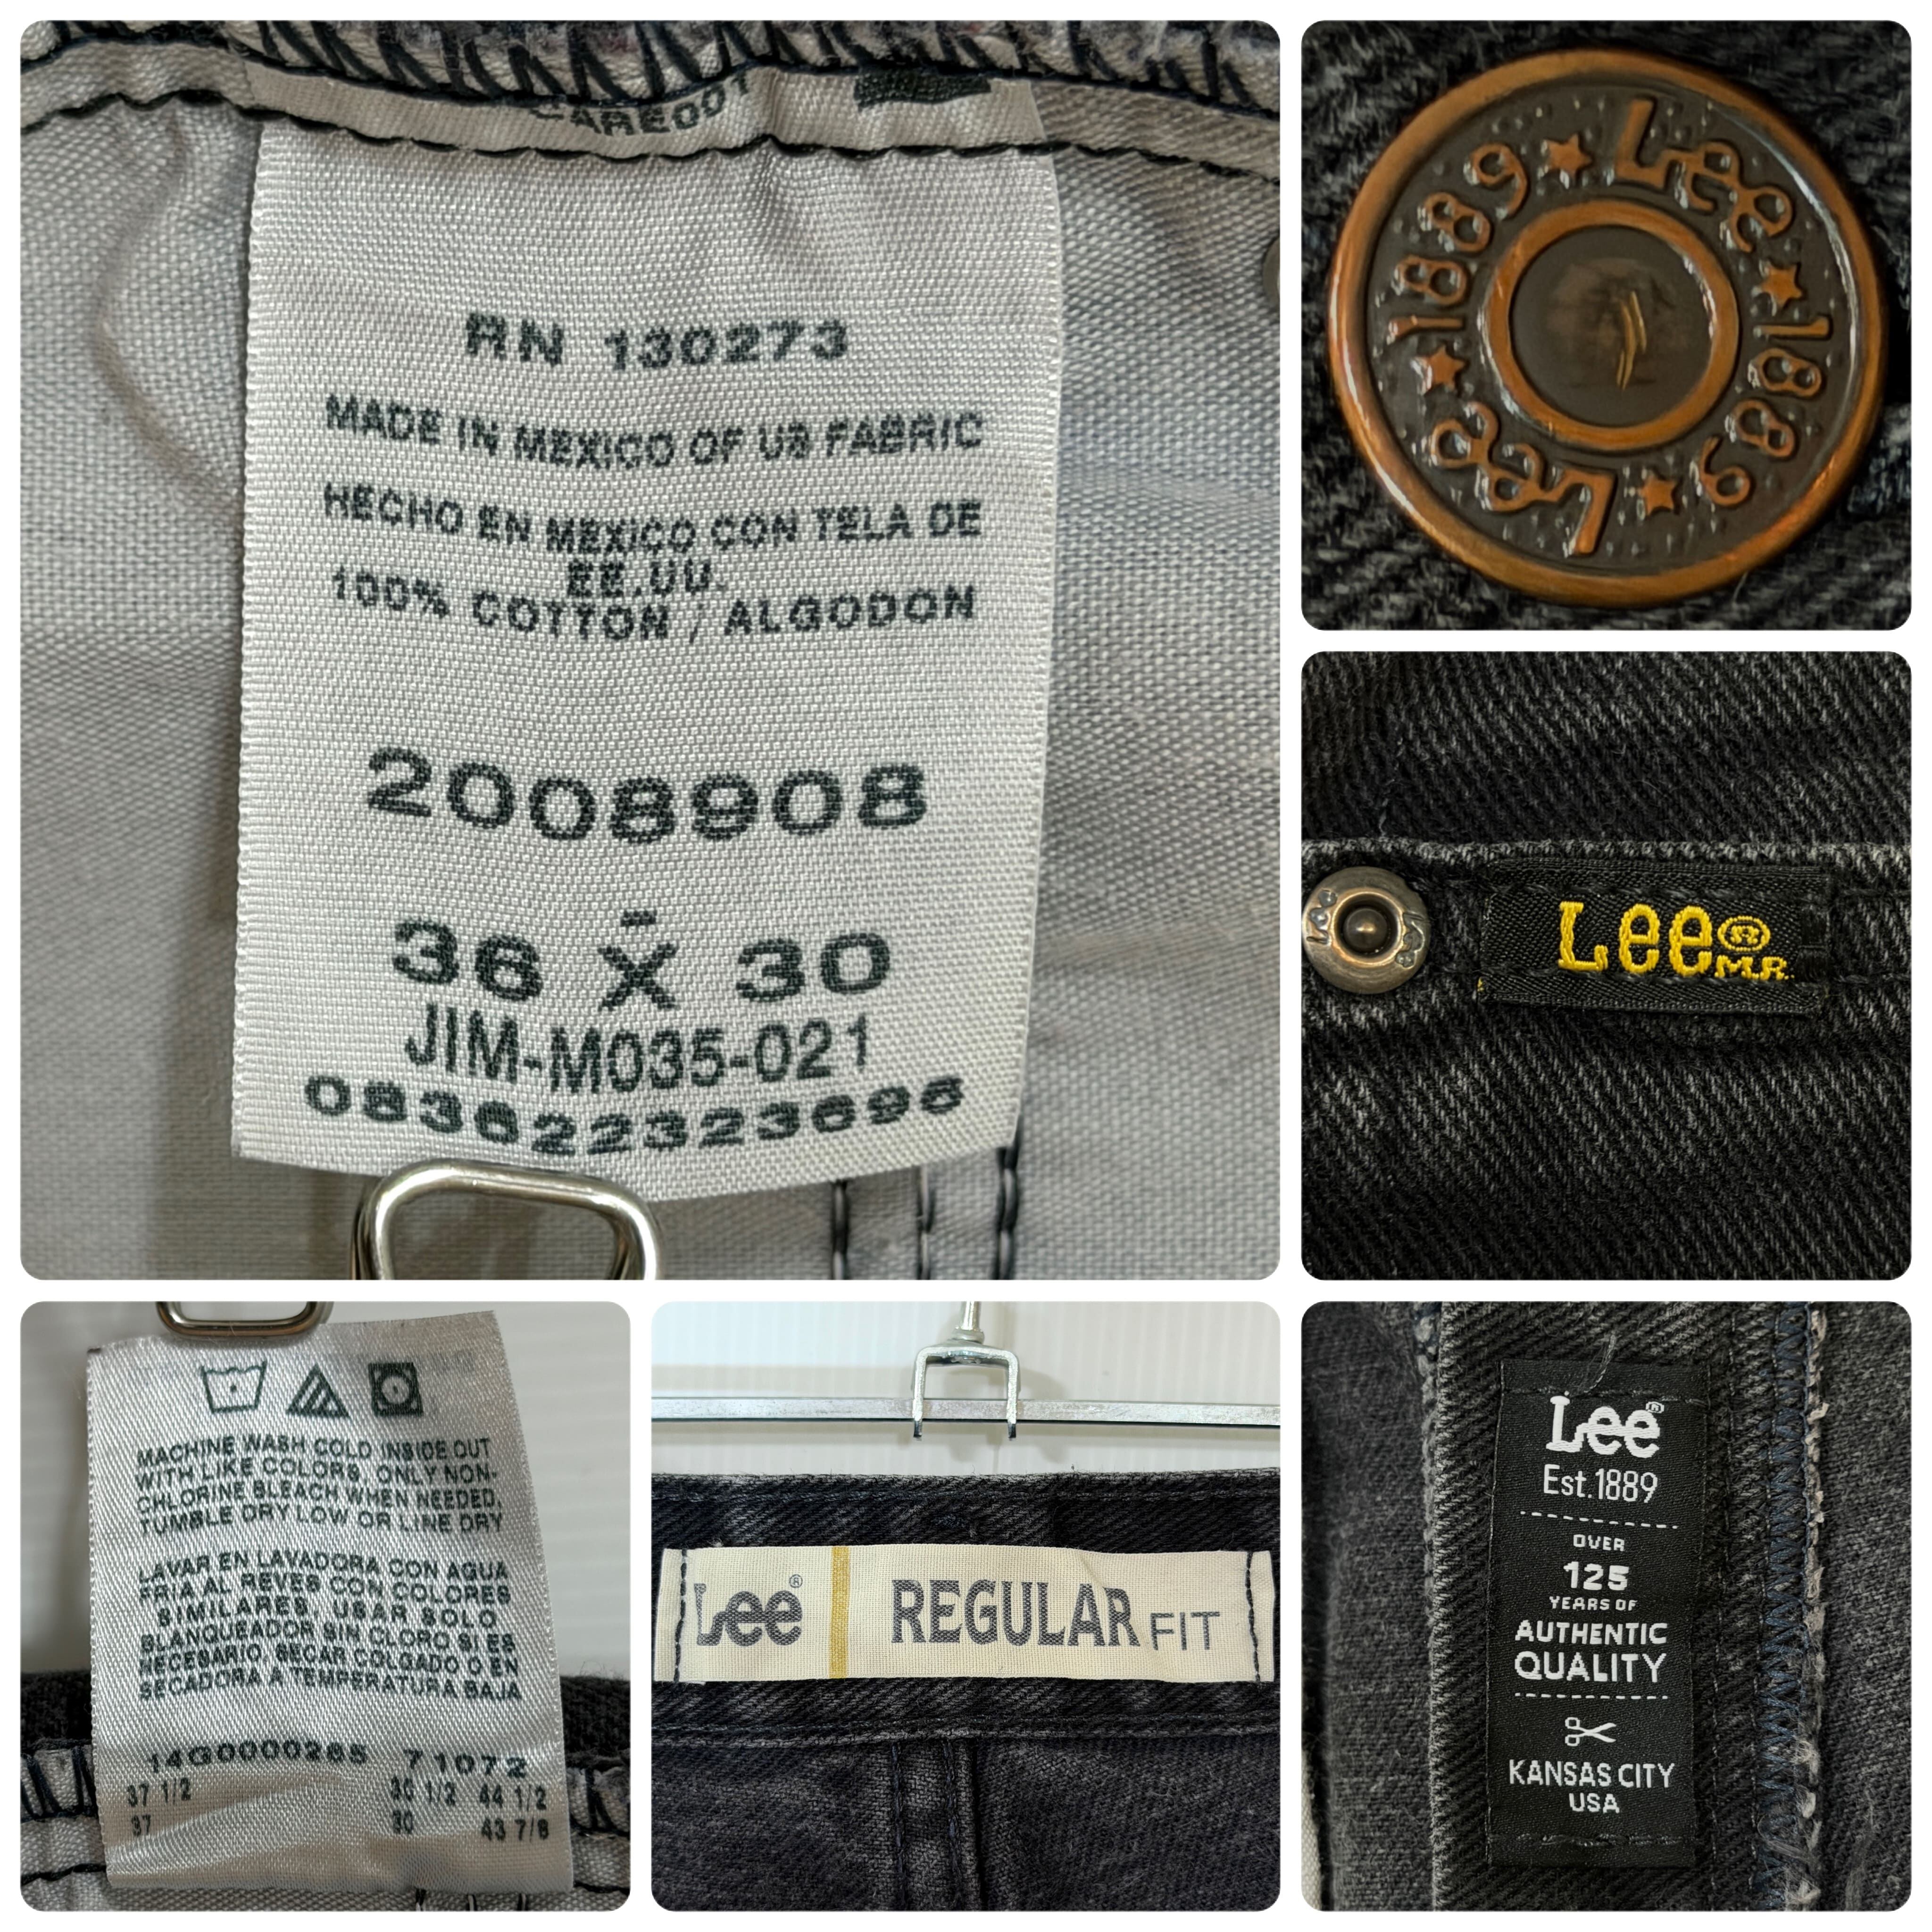 CARE001
RN 130273
MADE IN MEXICO OF US FABRIC
HECHO EN MEXICO CON TELA DE
EE.UU.
100% COTTON / ALGODON
2008908
36 X 30
JIM-M035-021
083622323696
Lee ★ 1889 ★ Lee ★ 1889 ★
Lee
Lee® M.R.
MACHINE WASH COLD INSIDE OUT
WITH LIKE COLORS, ONLY NON-
CHLORINE BLEACH WHEN NEEDED,
TUMBLE DRY LOW OR LINE DRY
LAVAR EN LAVADORA CON AGUA
FRIA AL REVES CON COLORES
SIMILARES, USAR SOLO
BLANQUEADOR SIN CLORO SI ES
NECESARIO SECAR COLGADO O EN
SECADORA A TEMPERATURA BAJA
14G0000265 71072
37 1/2 30 1/2 44 1/2
37 30 43 7/8
Lee® REGULAR FIT
Lee®
Est.1889
OVER
125
YEARS OF
AUTHENTIC
QUALITY
KANSAS CITY
USA